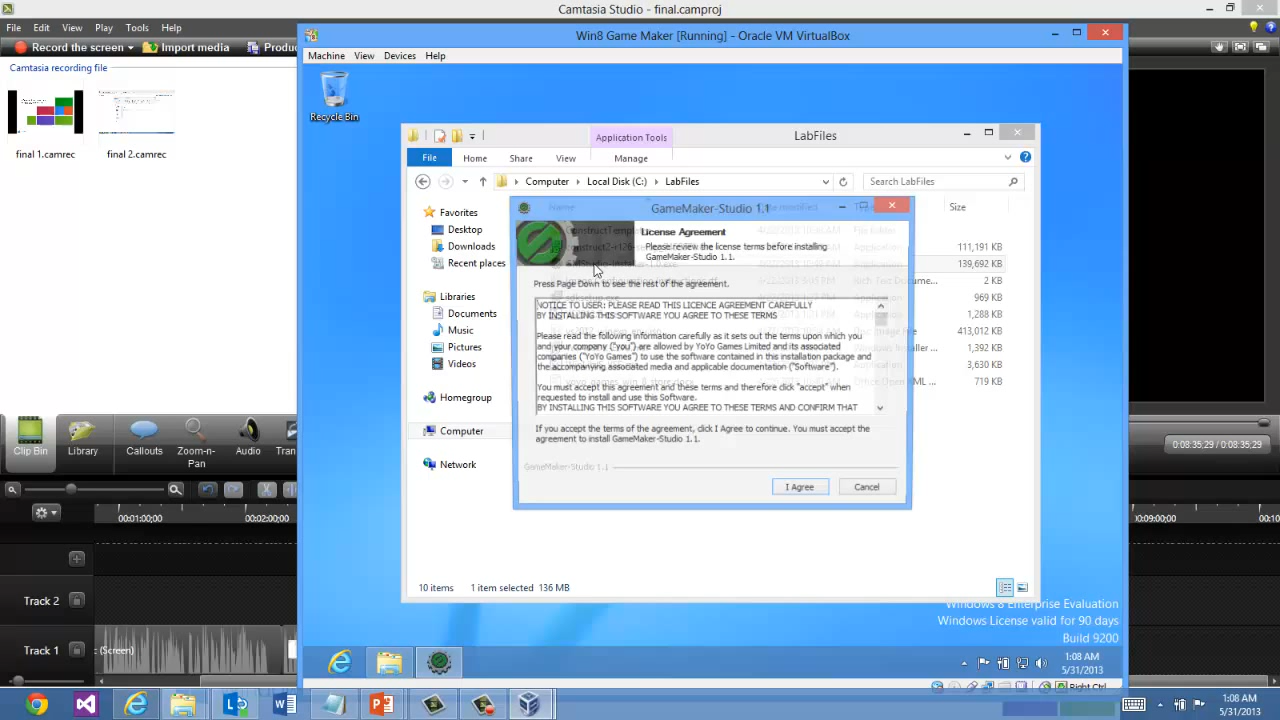 Camtasia Studio - final.camproj
File Edit View Play Tools Help
Record the screen Import media Produ
Camtasia recording file
final 1.camrec final 2.camrec
Win8 Game Maker [Running] - Oracle VM VirtualBox
Machine View Devices Help
Recycle Bin
Application Tools LabFiles
File Home Share View Manage
Computer Local Disk (C:) LabFiles Search LabFiles
Name Size
Favorites
Desktop
Downloads
Recent places
Libraries
Documents
Music
Pictures
Videos
Homegroup
Computer
Network
111,191 KB
139,692 KB
2 KB
969 KB
1,288 KB
413,012 KB
1,392 KB
3,630 KB
719 KB
GameMaker-Studio 1.1
License Agreement
Please review the license terms before installing
GameMaker-Studio 1.1.
Press Page Down to see the rest of the agreement.
NOTICE TO USER: PLEASE READ THIS LICENCE AGREEMENT CAREFULLY
BY INSTALLING THIS SOFTWARE YOU AGREE TO THESE TERMS
Please read the following information carefully as it sets out the terms upon which you
and your company ("you") are allowed by YoYo Games Limited and its associated
companies ("YoYo Games") to use the software contained in this installation package and
the accompanying associated media and applicable documentation ("Software").
You must accept this agreement and these terms and therefore click "accept" when
requested to install and use this Software.
BY INSTALLING THIS SOFTWARE YOU AGREE TO THESE TERMS AND CONFIRM THAT
If you accept the terms of the agreement, click I Agree to continue. You must accept the
agreement to install GameMaker-Studio 1.1.
GameMaker-Studio 1.1
I Agree Cancel
10 items 1 item selected 136 MB
Windows 8 Enterprise Evaluation
Windows License valid for 90 days
Build 9200
1:08 AM
5/31/2013
Right Ctrl
Clip Bin Library Callouts Zoom-n-Pan Audio Tran
0:08:35;29 / 0:08:35;29
00:01:00;00 00:02:00;00 00:09:00;00 00:10
Track 2
Track 1 (Screen)
1:08 AM
5/31/2013